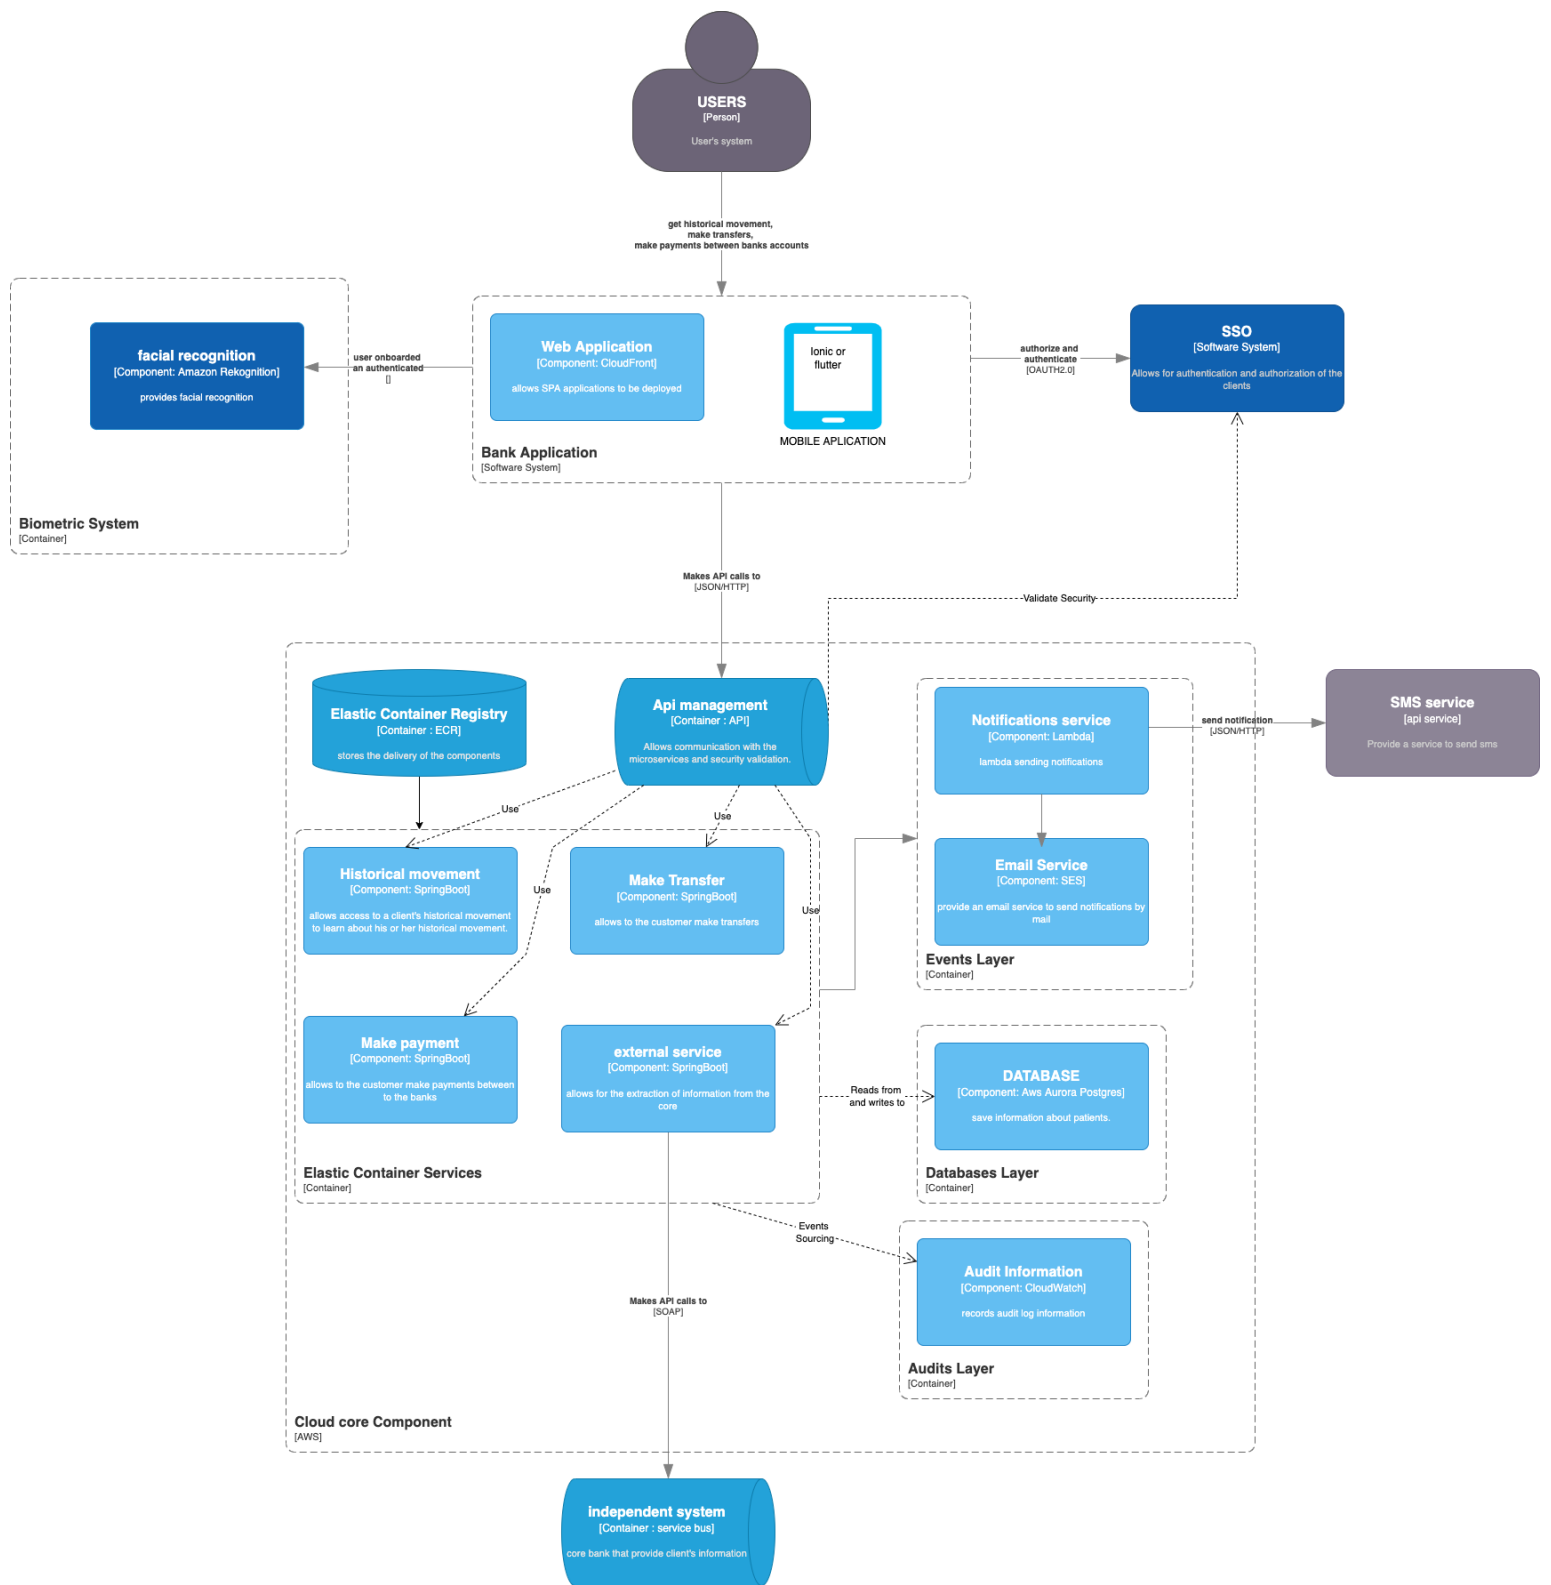 USERS
[Person]
User's system
get historical movement,
make transfers,
make payments between banks accounts
facial recognition
[Component: Amazon Rekognition]
provides facial recognition
Biometric System
[Container]
user onboarded
an authenticated
[]
Web Application
[Component: CloudFront]
allows SPA applications to be deployed
Ionic or
flutter
MOBILE APLICATION
Bank Application
[Software System]
authorize and
authenticate
[OAUTH2.0]
SSO
[Software System]
Allows for authentication and authorization of the
clients
Makes API calls to
[JSON/HTTP]
Validate Security
Elastic Container Registry
[Container : ECR]
stores the delivery of the components
Api management
[Container : API]
Allows communication with the
microservices and security validation.
Notifications service
[Component: Lambda]
lambda sending notifications
send notification
[JSON/HTTP]
SMS service
[api service]
Provide a service to send sms
Use
Use
Use
Use
Historical movement
[Component: SpringBoot]
allows access to a client's historical movement
to learn about his or her historical movement.
Make Transfer
[Component: SpringBoot]
allows to the customer make transfers
Email Service
[Component: SES]
provide an email service to send notifications by
mail
Events Layer
[Container]
Make payment
[Component: SpringBoot]
allows to the customer make payments between
to the banks
external service
[Component: SpringBoot]
allows for the extraction of information from the
core
Reads from
and writes to
DATABASE
[Component: Aws Aurora Postgres]
save information about patients.
Elastic Container Services
[Container]
Databases Layer
[Container]
Events
Sourcing
Audit Information
[Component: CloudWatch]
records audit log information
Audits Layer
[Container]
Makes API calls to
[SOAP]
Cloud core Component
[AWS]
independent system
[Container : service bus]
core bank that provide client's information